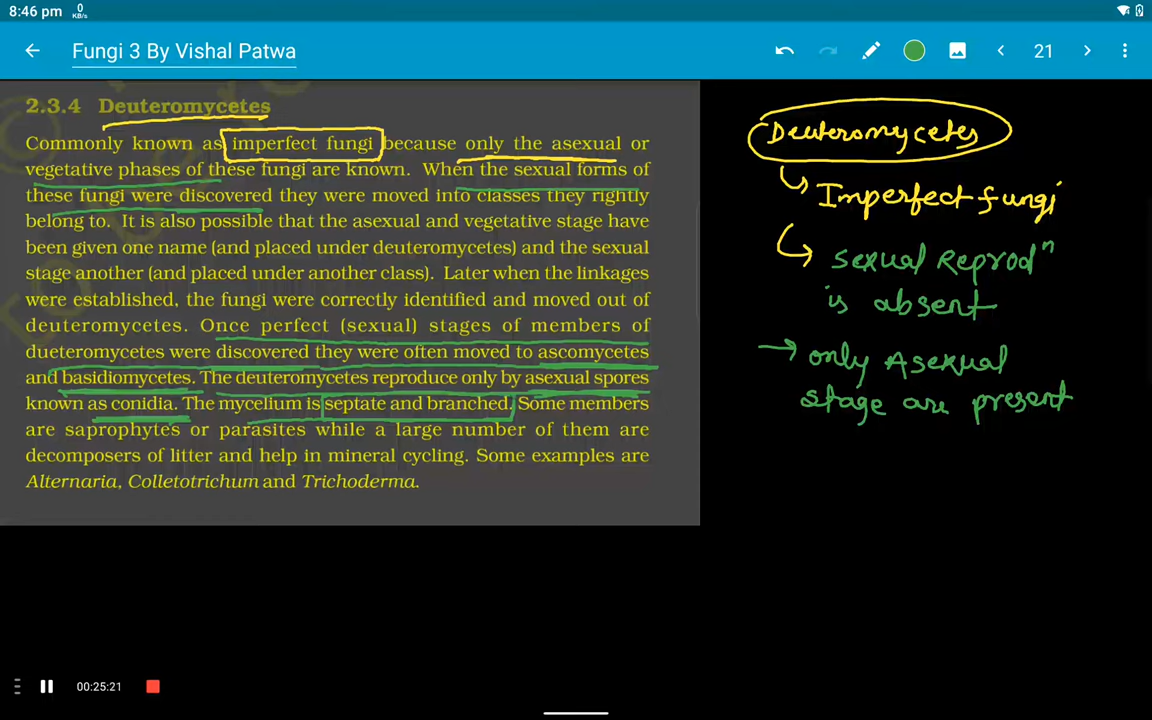 8:46 pm 0 KB/s
Fungi 3 By Vishal Patwa 21
2.3.4 Deuteromycetes
Commonly known as imperfect fungi because only the asexual or
vegetative phases of these fungi are known. When the sexual forms of
these fungi were discovered they were moved into classes they rightly
belong to. It is also possible that the asexual and vegetative stage have
been given one name (and placed under deuteromycetes) and the sexual
stage another (and placed under another class). Later when the linkages
were established, the fungi were correctly identified and moved out of
deuteromycetes. Once perfect (sexual) stages of members of
dueteromycetes were discovered they were often moved to ascomycetes
and basidiomycetes. The deuteromycetes reproduce only by asexual spores
known as conidia. The mycelium is septate and branched. Some members
are saprophytes or parasites while a large number of them are
decomposers of litter and help in mineral cycling. Some examples are
Alternaria, Colletotrichum and Trichoderma.
Deuteromycetes
Imperfect fungi
Sexual Reprodⁿ
is absent
→ only Asexual
stage are present
00:25:21